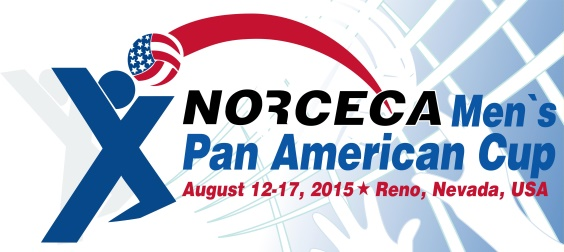 NORCECA Men`s
Pan American Cup
August 12-17, 2015 ★ Reno, Nevada, USA